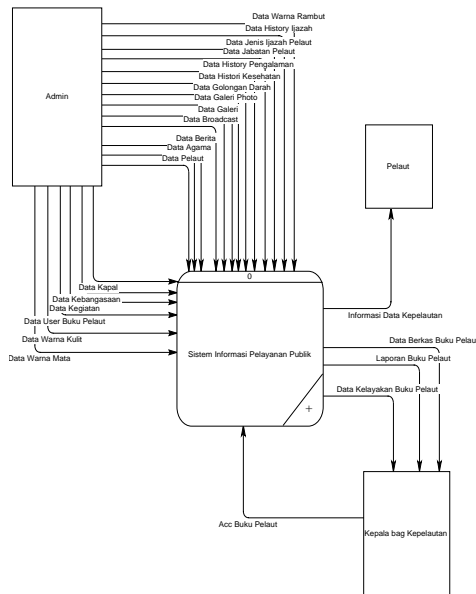 Data Warna Rambut
Data History Ijazah
Data Jenis Ijazah Pelaut
Data Jabatan Pelaut
Data History Pengalaman
Data Histori Kesehatan
Data Golongan Darah
Data Galeri Photo
Data Galeri
Data Broadcast
Data Berita
Data Agama
Data Pelaut
Admin
Pelaut
Data Kapal
Data Kebangasaan
Data Kegiatan
Data User Buku Pelaut
Data Warna Kulit
Data Warna Mata
0
Sistem Informasi Pelayanan Publik
+
Informasi Data Kepelautan
Data Berkas Buku Pelau
Laporan Buku Pelaut
Data Kelayakan Buku Pelaut
Acc Buku Pelaut
Kepala bag Kepelautan